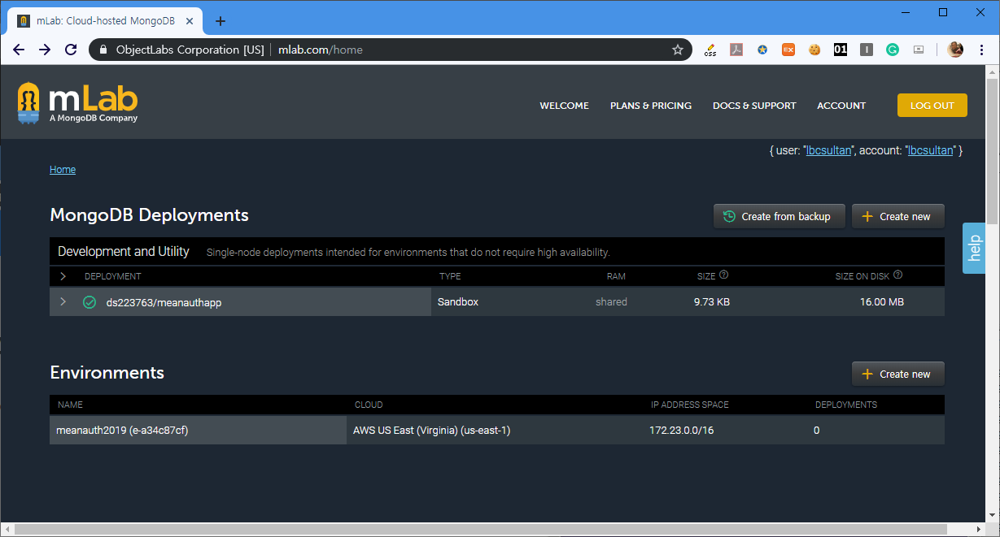 mLab: Cloud-hosted MongoDB
ObjectLabs Corporation [US] mlab.com/home
css EX 01 I G
mLab
A MongoDB Company
WELCOME PLANS & PRICING DOCS & SUPPORT ACCOUNT LOG OUT
{ user: "lbcsultan", account: "lbcsultan" }
Home
MongoDB Deployments Create from backup Create new
help
Development and Utility Single-node deployments intended for environments that do not require high availability.
DEPLOYMENT TYPE RAM SIZE ? SIZE ON DISK ?
ds223763/meanauthapp Sandbox shared 9.73 KB 16.00 MB
Environments Create new
NAME CLOUD IP ADDRESS SPACE DEPLOYMENTS
meanauth2019 (e-a34c87cf) AWS US East (Virginia) (us-east-1) 172.23.0.0/16 0